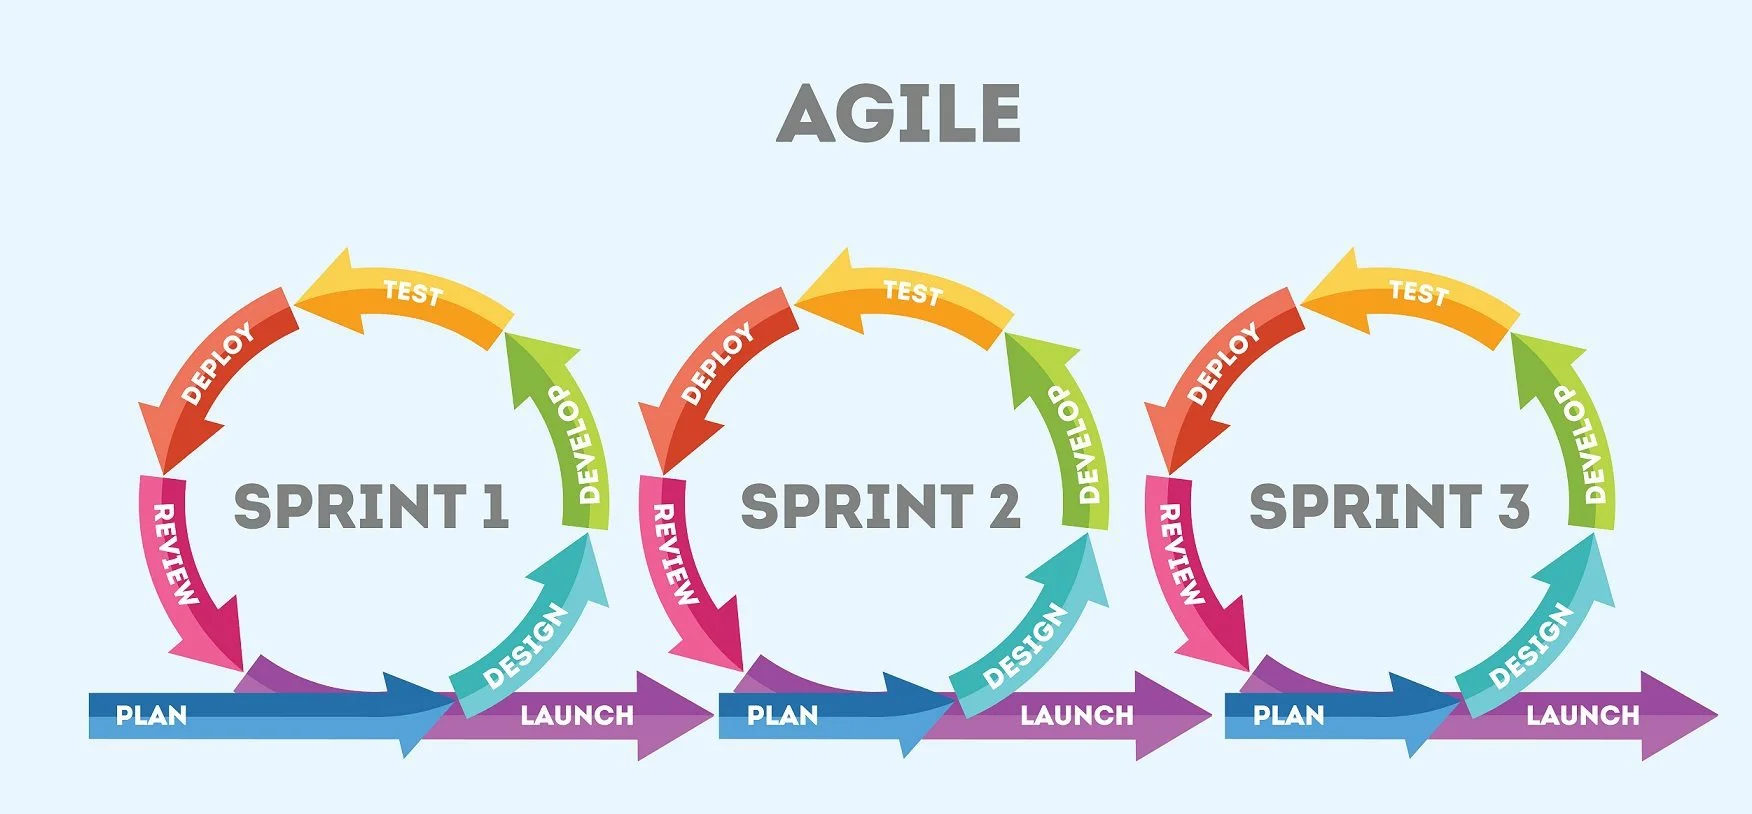 AGILE
SPRINT 1
PLAN
DESIGN
DEVELOP
TEST
DEPLOY
REVIEW
LAUNCH
SPRINT 2
PLAN
DESIGN
DEVELOP
TEST
DEPLOY
REVIEW
LAUNCH
SPRINT 3
PLAN
DESIGN
DEVELOP
TEST
DEPLOY
REVIEW
LAUNCH